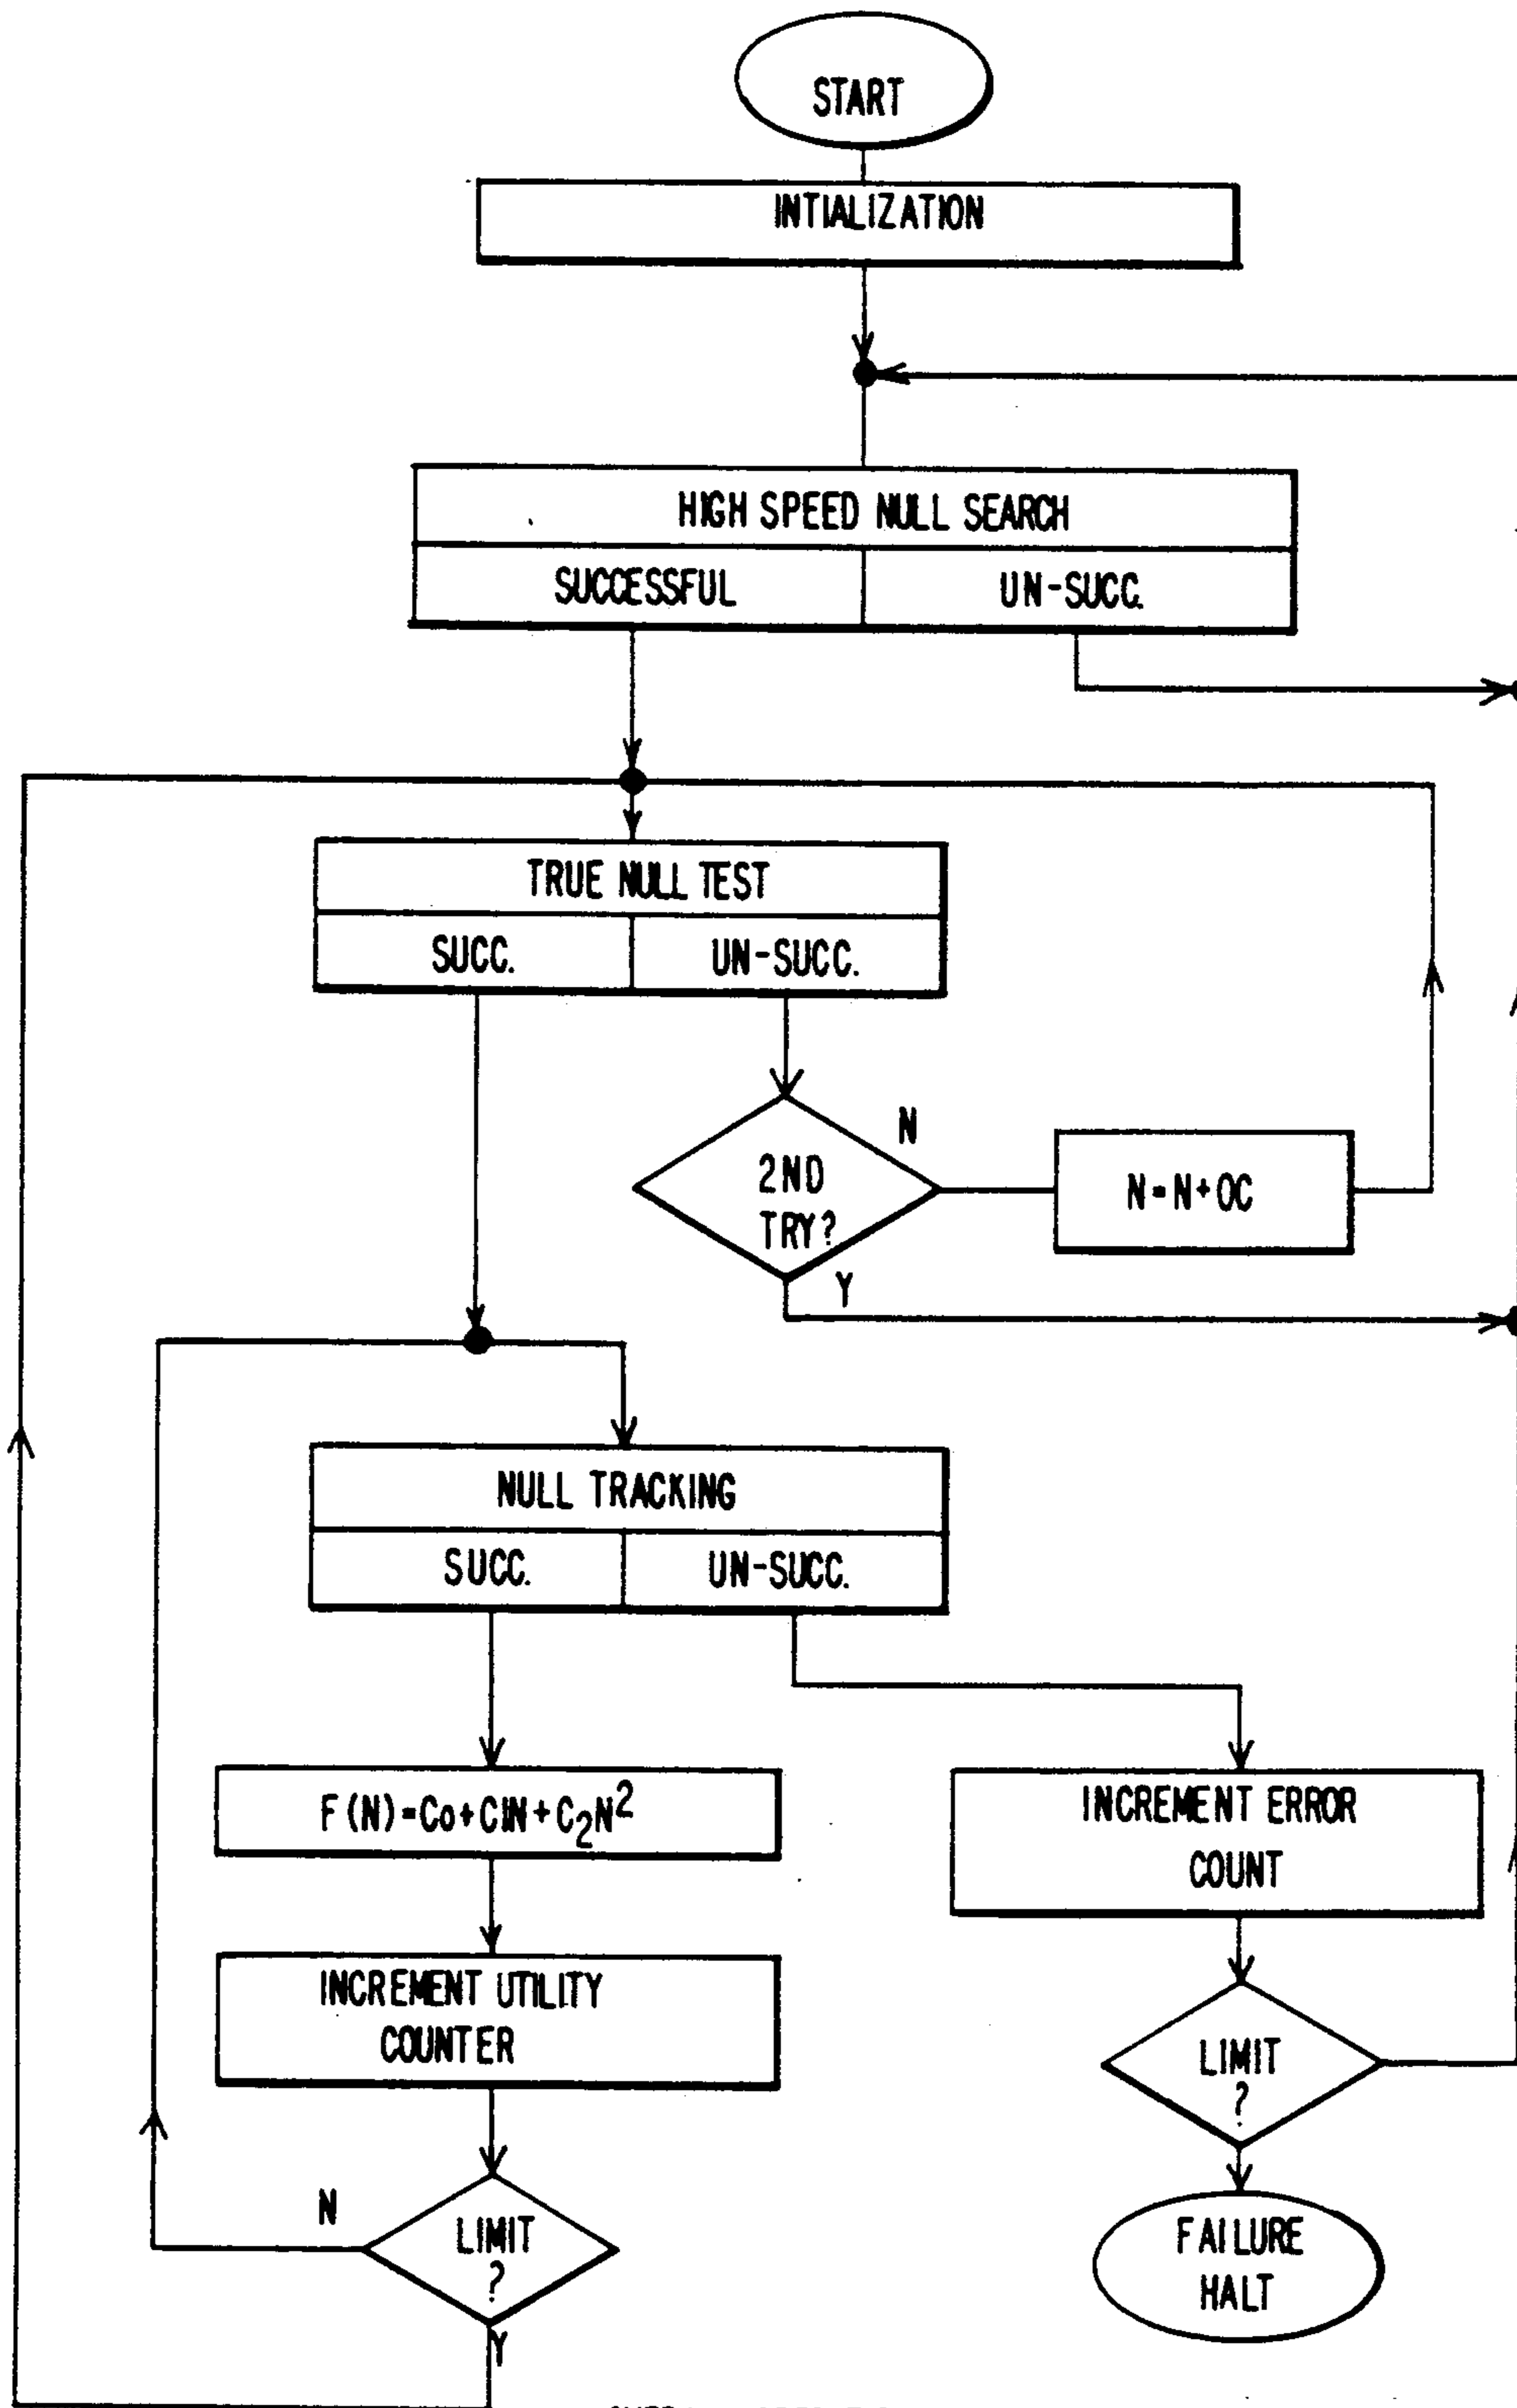 START
INTIALIZATION
HIGH SPEED NULL SEARCH
SUCCESSFUL
UN-SUCC.
TRUE NULL TEST
SUCC.
UN-SUCC.
2ND
TRY?
N
N=N+OC
Y
NULL TRACKING
SUCC.
UN-SUCC.
F(N)=Co+C1N+C₂N²
INCREMENT ERROR
COUNT
INCREMENT UTILITY
COUNTER
LIMIT
?
N
LIMIT
?
Y
FAILURE
HALT